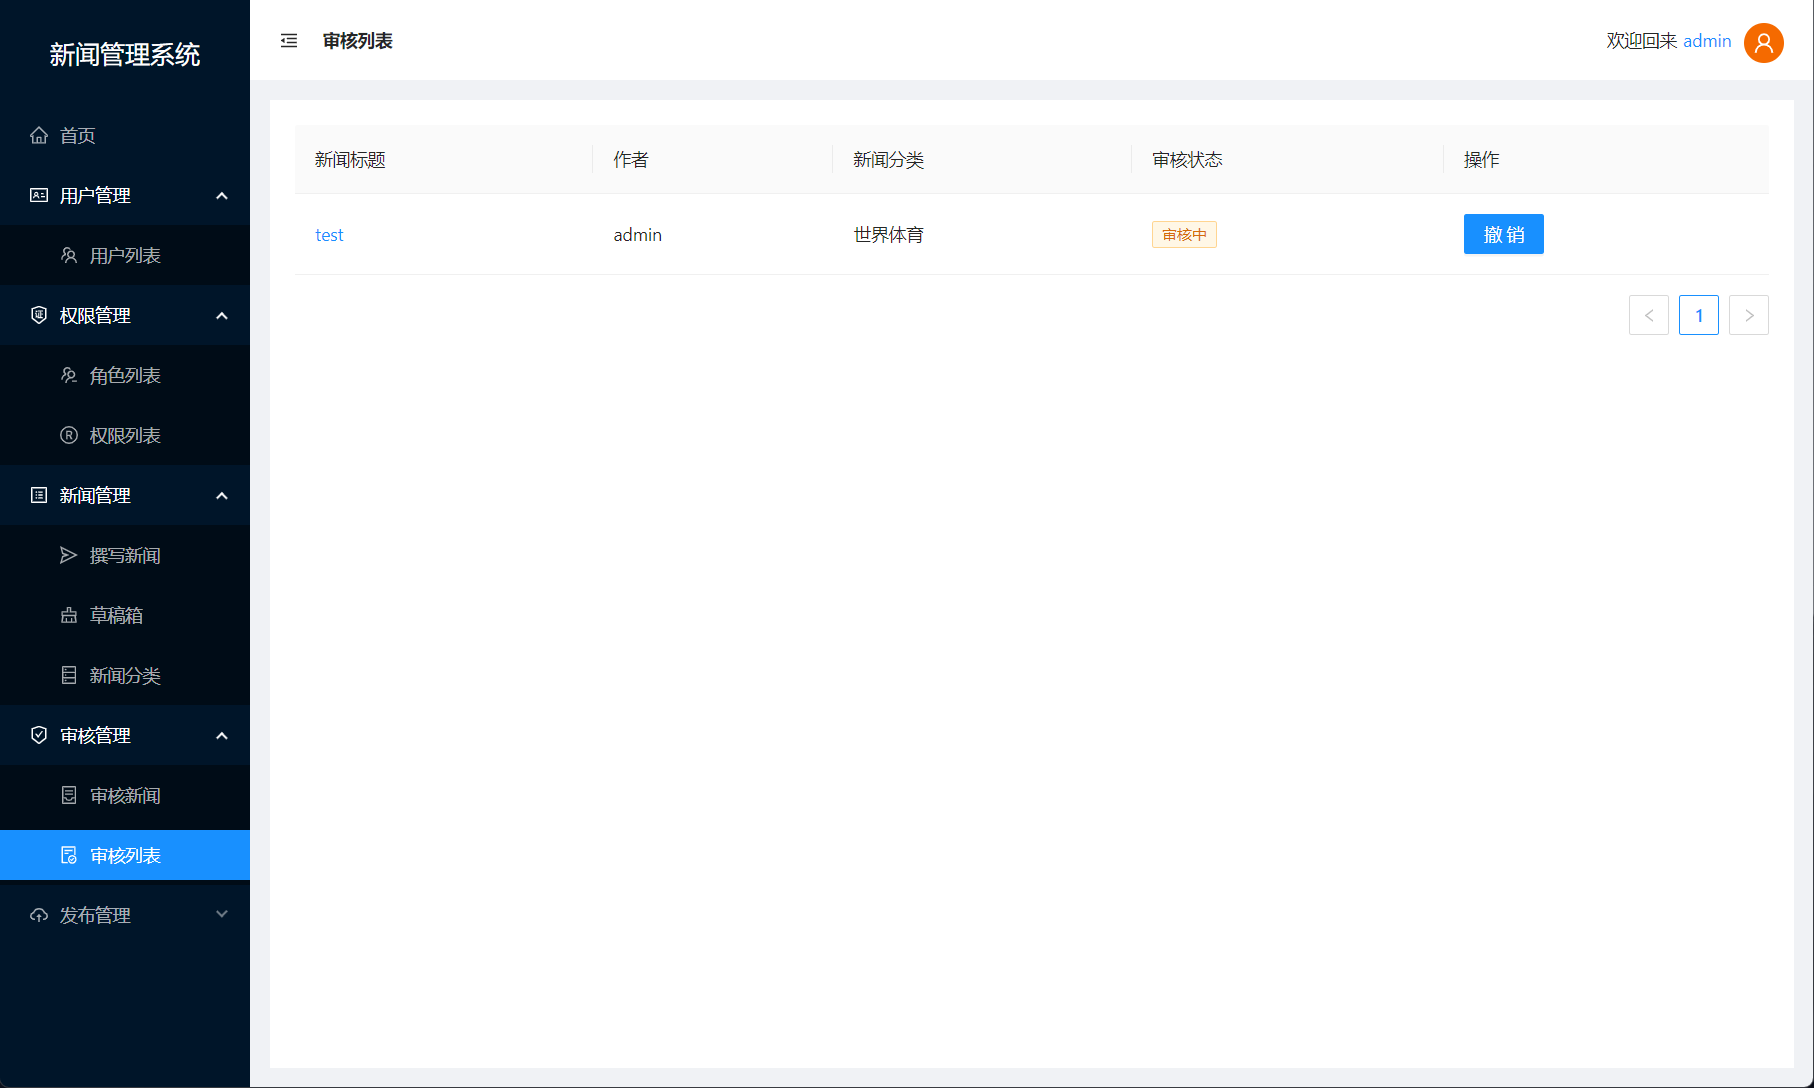 新闻管理系统
首页
用户管理
用户列表
权限管理
角色列表
权限列表
新闻管理
撰写新闻
草稿箱
新闻分类
审核管理
审核新闻
审核列表
发布管理
审核列表
欢迎回来 admin
新闻标题 作者 新闻分类 审核状态 操作
test admin 世界体育 审核中 撤 销
< 1 >